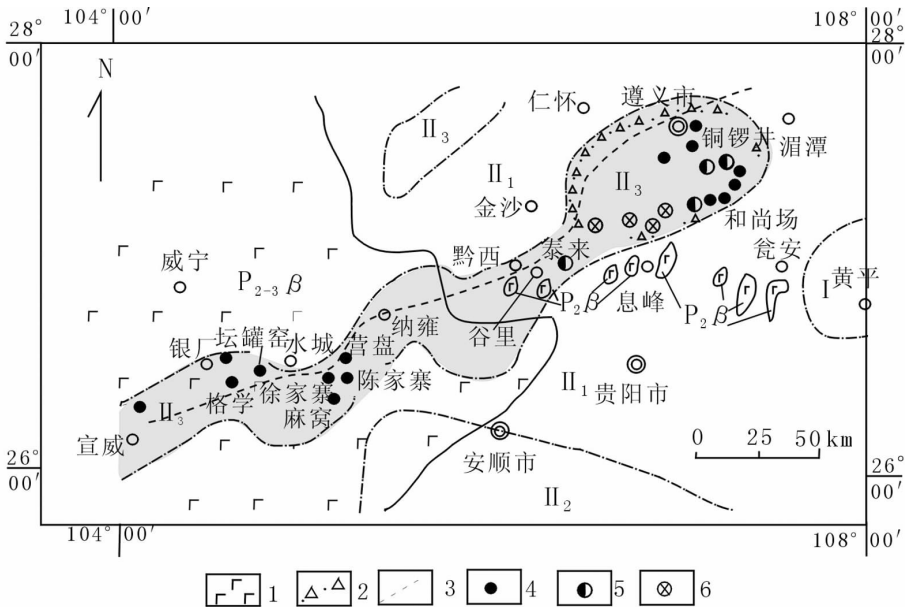 104° 00′
108° 00′
28° 00′
28° 00′
N
仁怀
遵义市
铜锣井
湄潭
Ⅱ₃
Ⅱ₁
Ⅱ₃
金沙
和尚场
瓮安
黔西
泰来
威宁
P₂₋₃β
P₂β
息峰
P₂β
Ⅰ
黄平
纳雍
谷里
银厂
坛罐窑
水城
营盘
陈家寨
Ⅱ₁
贵阳市
Ⅱ₃
格学
徐家寨
麻窝
宣威
安顺市
0 25 50 km
26° 00′
26° 00′
Ⅱ₂
104° 00′
108° 00′
1 2 3 4 5 6